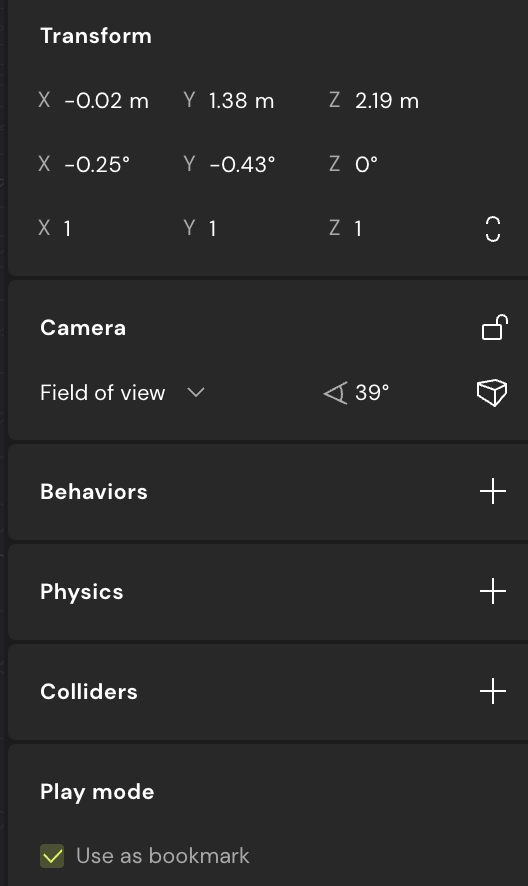 Transform
X −0.02 m Y 1.38 m Z 2.19 m
X −0.25° Y −0.43° Z 0°
X 1 Y 1 Z 1
Camera
Field of view 39°
Behaviors
Physics
Colliders
Play mode
Use as bookmark